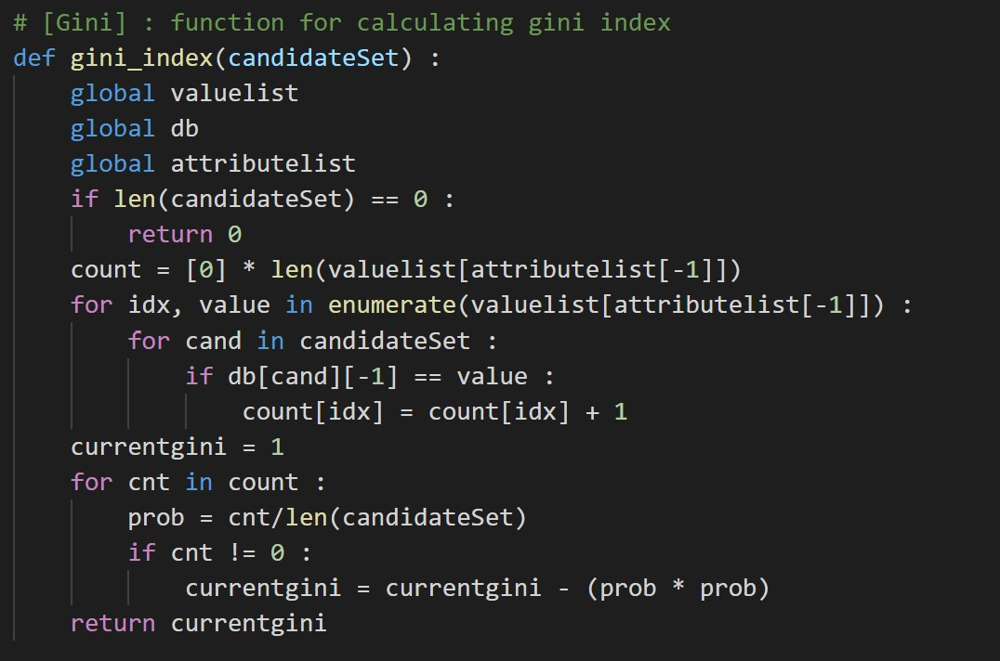 # [Gini] : function for calculating gini index
def gini_index(candidateSet) :
    global valuelist
    global db
    global attributelist
    if len(candidateSet) == 0 :
        return 0
    count = [0] * len(valuelist[attributelist[-1]])
    for idx, value in enumerate(valuelist[attributelist[-1]]) :
        for cand in candidateSet :
            if db[cand][-1] == value :
                count[idx] = count[idx] + 1
    currentgini = 1
    for cnt in count :
        prob = cnt/len(candidateSet)
        if cnt != 0 :
            currentgini = currentgini - (prob * prob)
    return currentgini